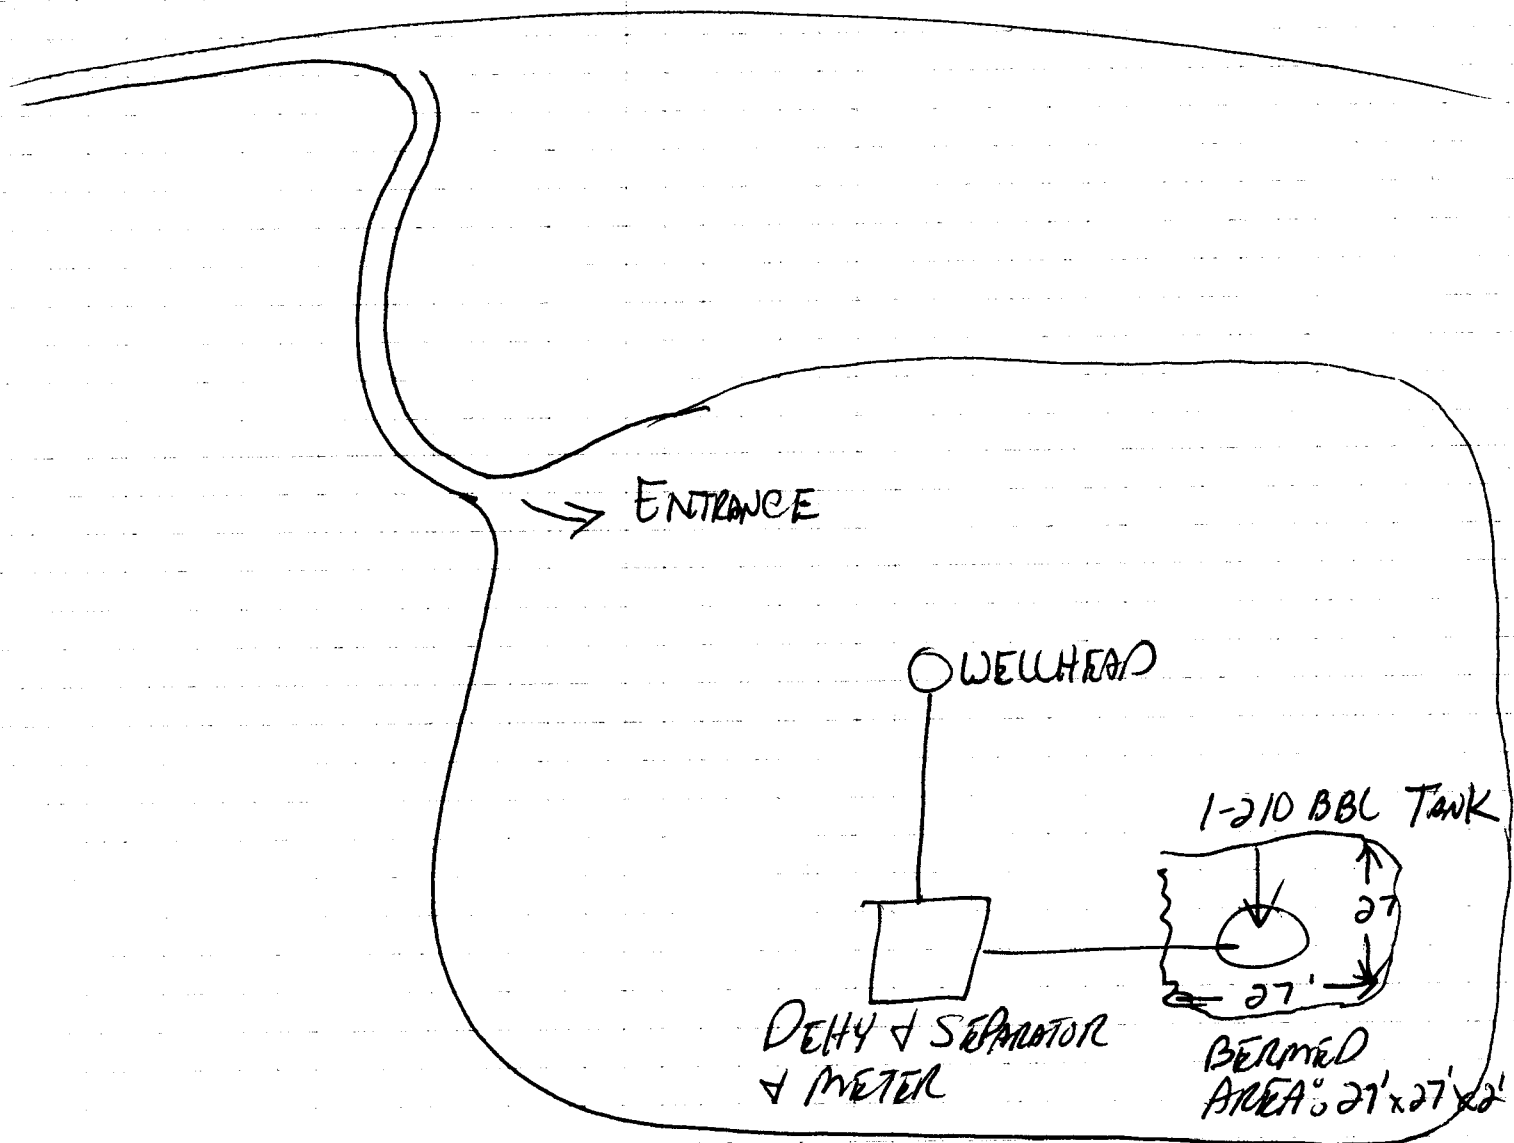 ENTRANCE
WELLHEAD
1-210 BBL TANK
27
27'
DEHY & SEPARATOR
& METER
BERMED
AREA: 27'x27'x2'